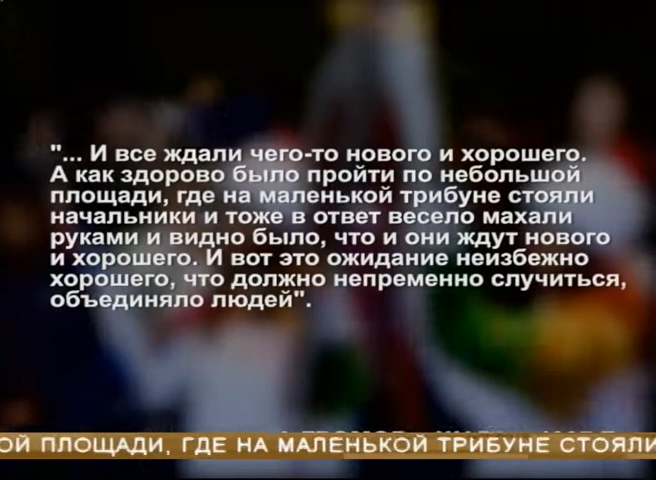 "... И все ждали чего-то нового и хорошего.
А как здорово было пройти по небольшой
площади, где на маленькой трибуне стояли
начальники и тоже в ответ весело махали
руками и видно было, что и они ждут нового
и хорошего. И вот это ожидание неизбежно
хорошего, что должно непременно случиться,
объединяло людей".
ОЙ ПЛОЩАДИ, ГДЕ НА МАЛЕНЬКОЙ ТРИБУНЕ СТОЯЛИ